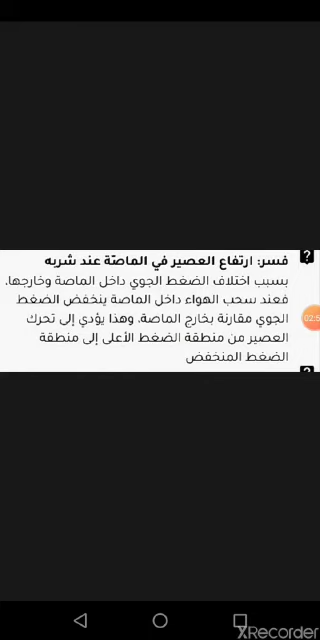 فسر: ارتفاع العصير في الماصّة عند شربه
بسبب اختلاف الضغط الجوي داخل الماصة وخارجها.
فعند سحب الهواء داخل الماصة ينخفض الضغط
الجوي مقارنة بخارج الماصة. وهذا يؤدي إلى تحرك
العصير من منطقة الضغط الأعلى إلى منطقة
الضغط المنخفض
?
02:5
?
XRecorder